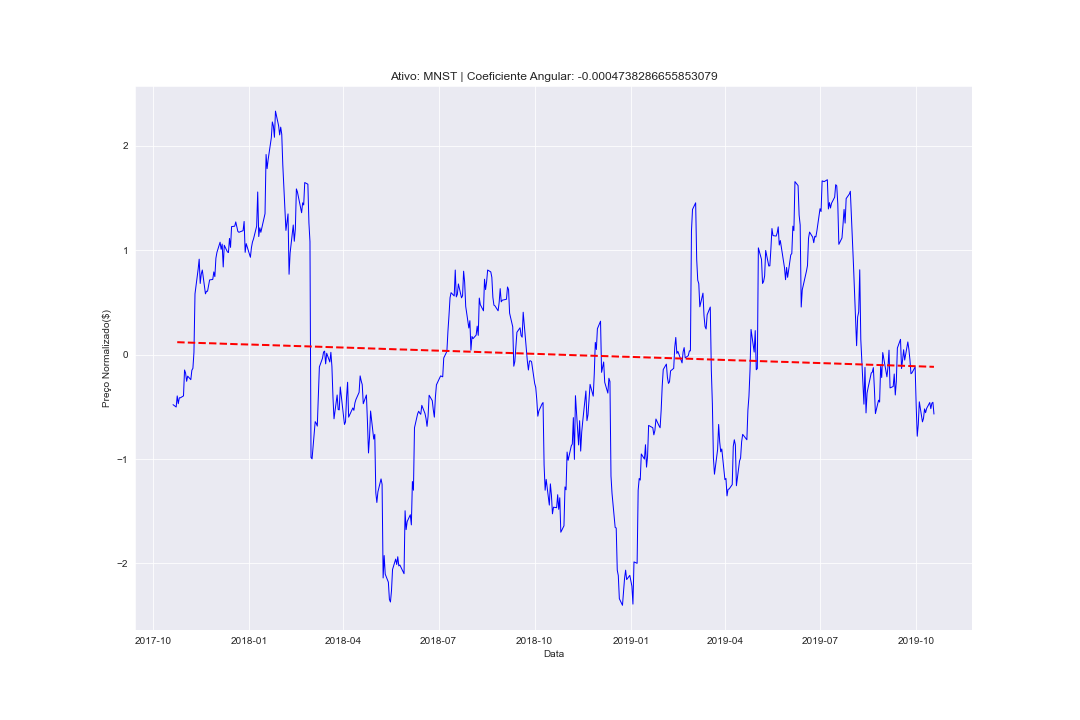 Ativo: MNST | Coeficiente Angular: -0.0004738286655853079
Preço Normalizado($)
2
1
0
−1
−2
2017-10 2018-01 2018-04 2018-07 2018-10 2019-01 2019-04 2019-07 2019-10
Data